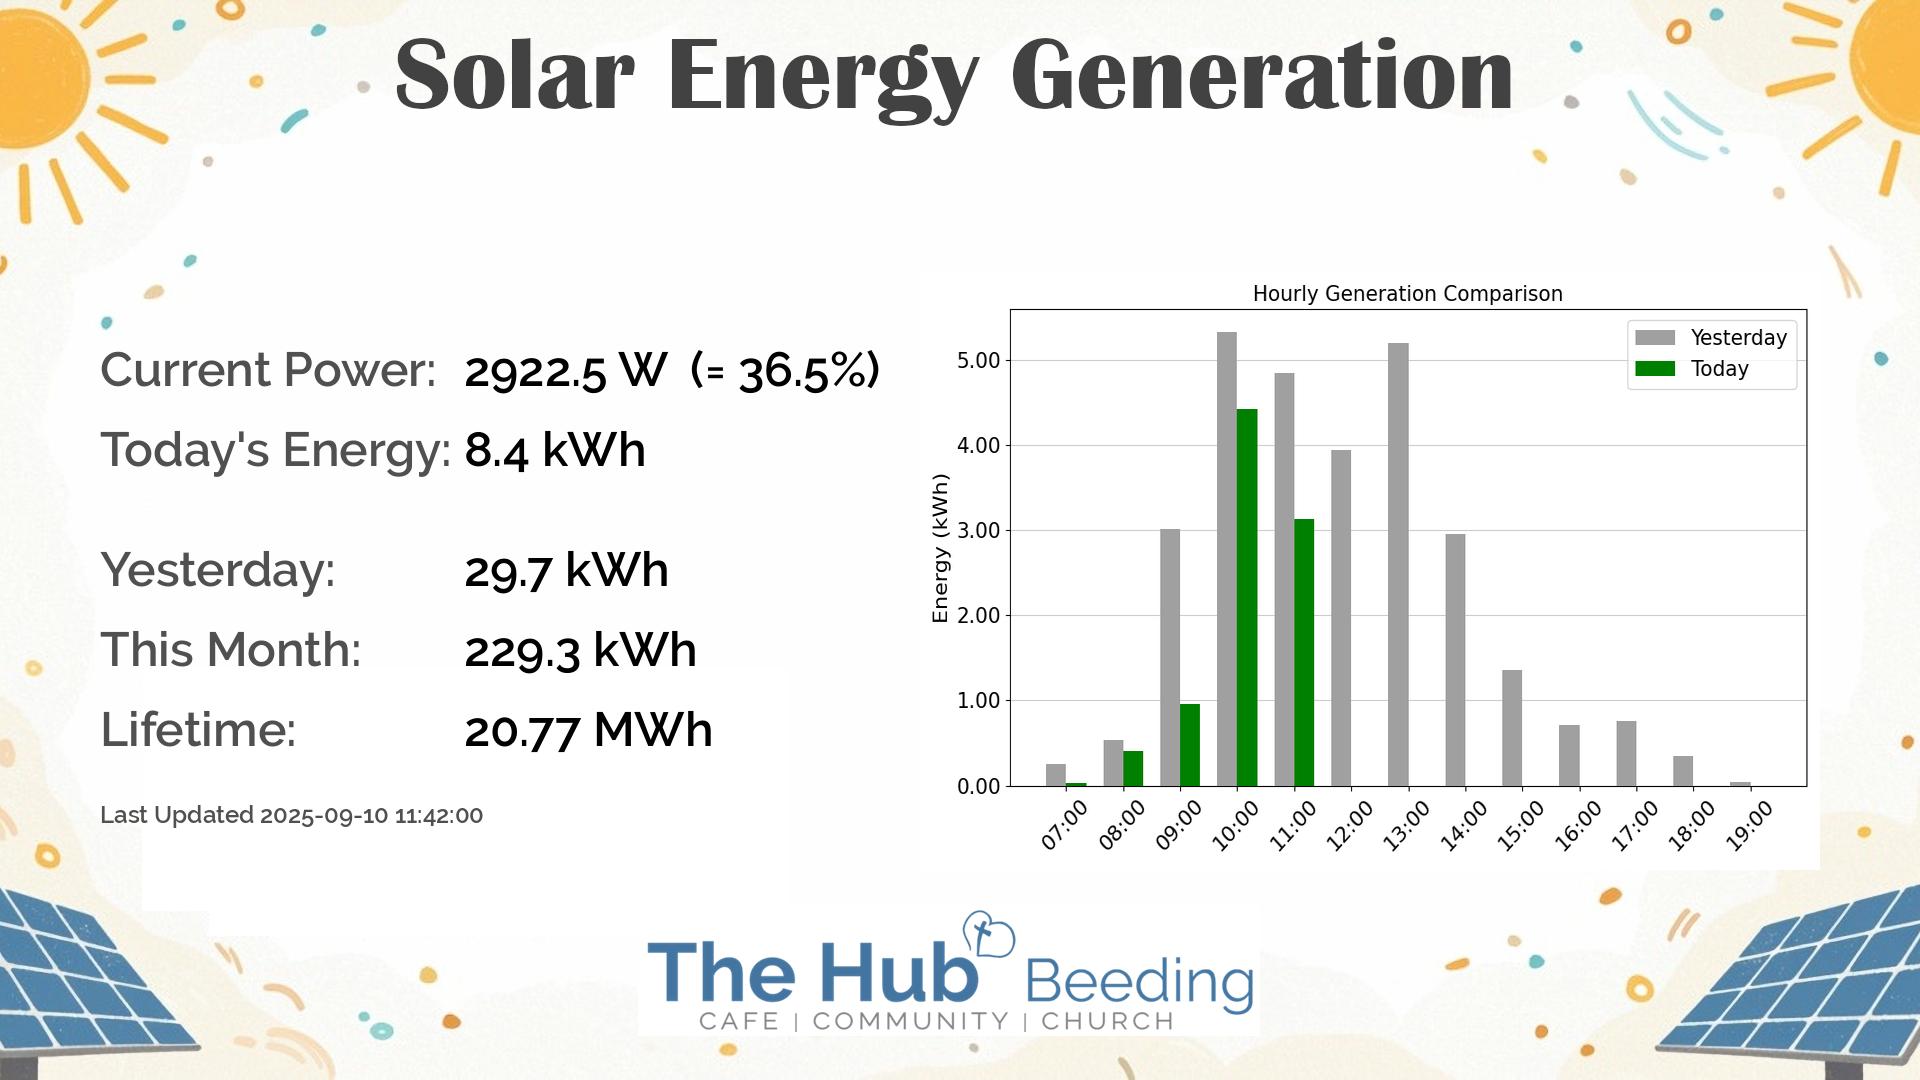 Solar Energy Generation
Current Power: 2922.5 W (= 36.5%)
Today's Energy: 8.4 kWh
Yesterday: 29.7 kWh
This Month: 229.3 kWh
Lifetime: 20.77 MWh
Last Updated 2025-09-10 11:42:00
Hourly Generation Comparison
Yesterday
Today
Energy (kWh)
5.00
4.00
3.00
2.00
1.00
0.00
07:00 08:00 09:00 10:00 11:00 12:00 13:00 14:00 15:00 16:00 17:00 18:00 19:00
The Hub Beeding
CAFE | COMMUNITY | CHURCH